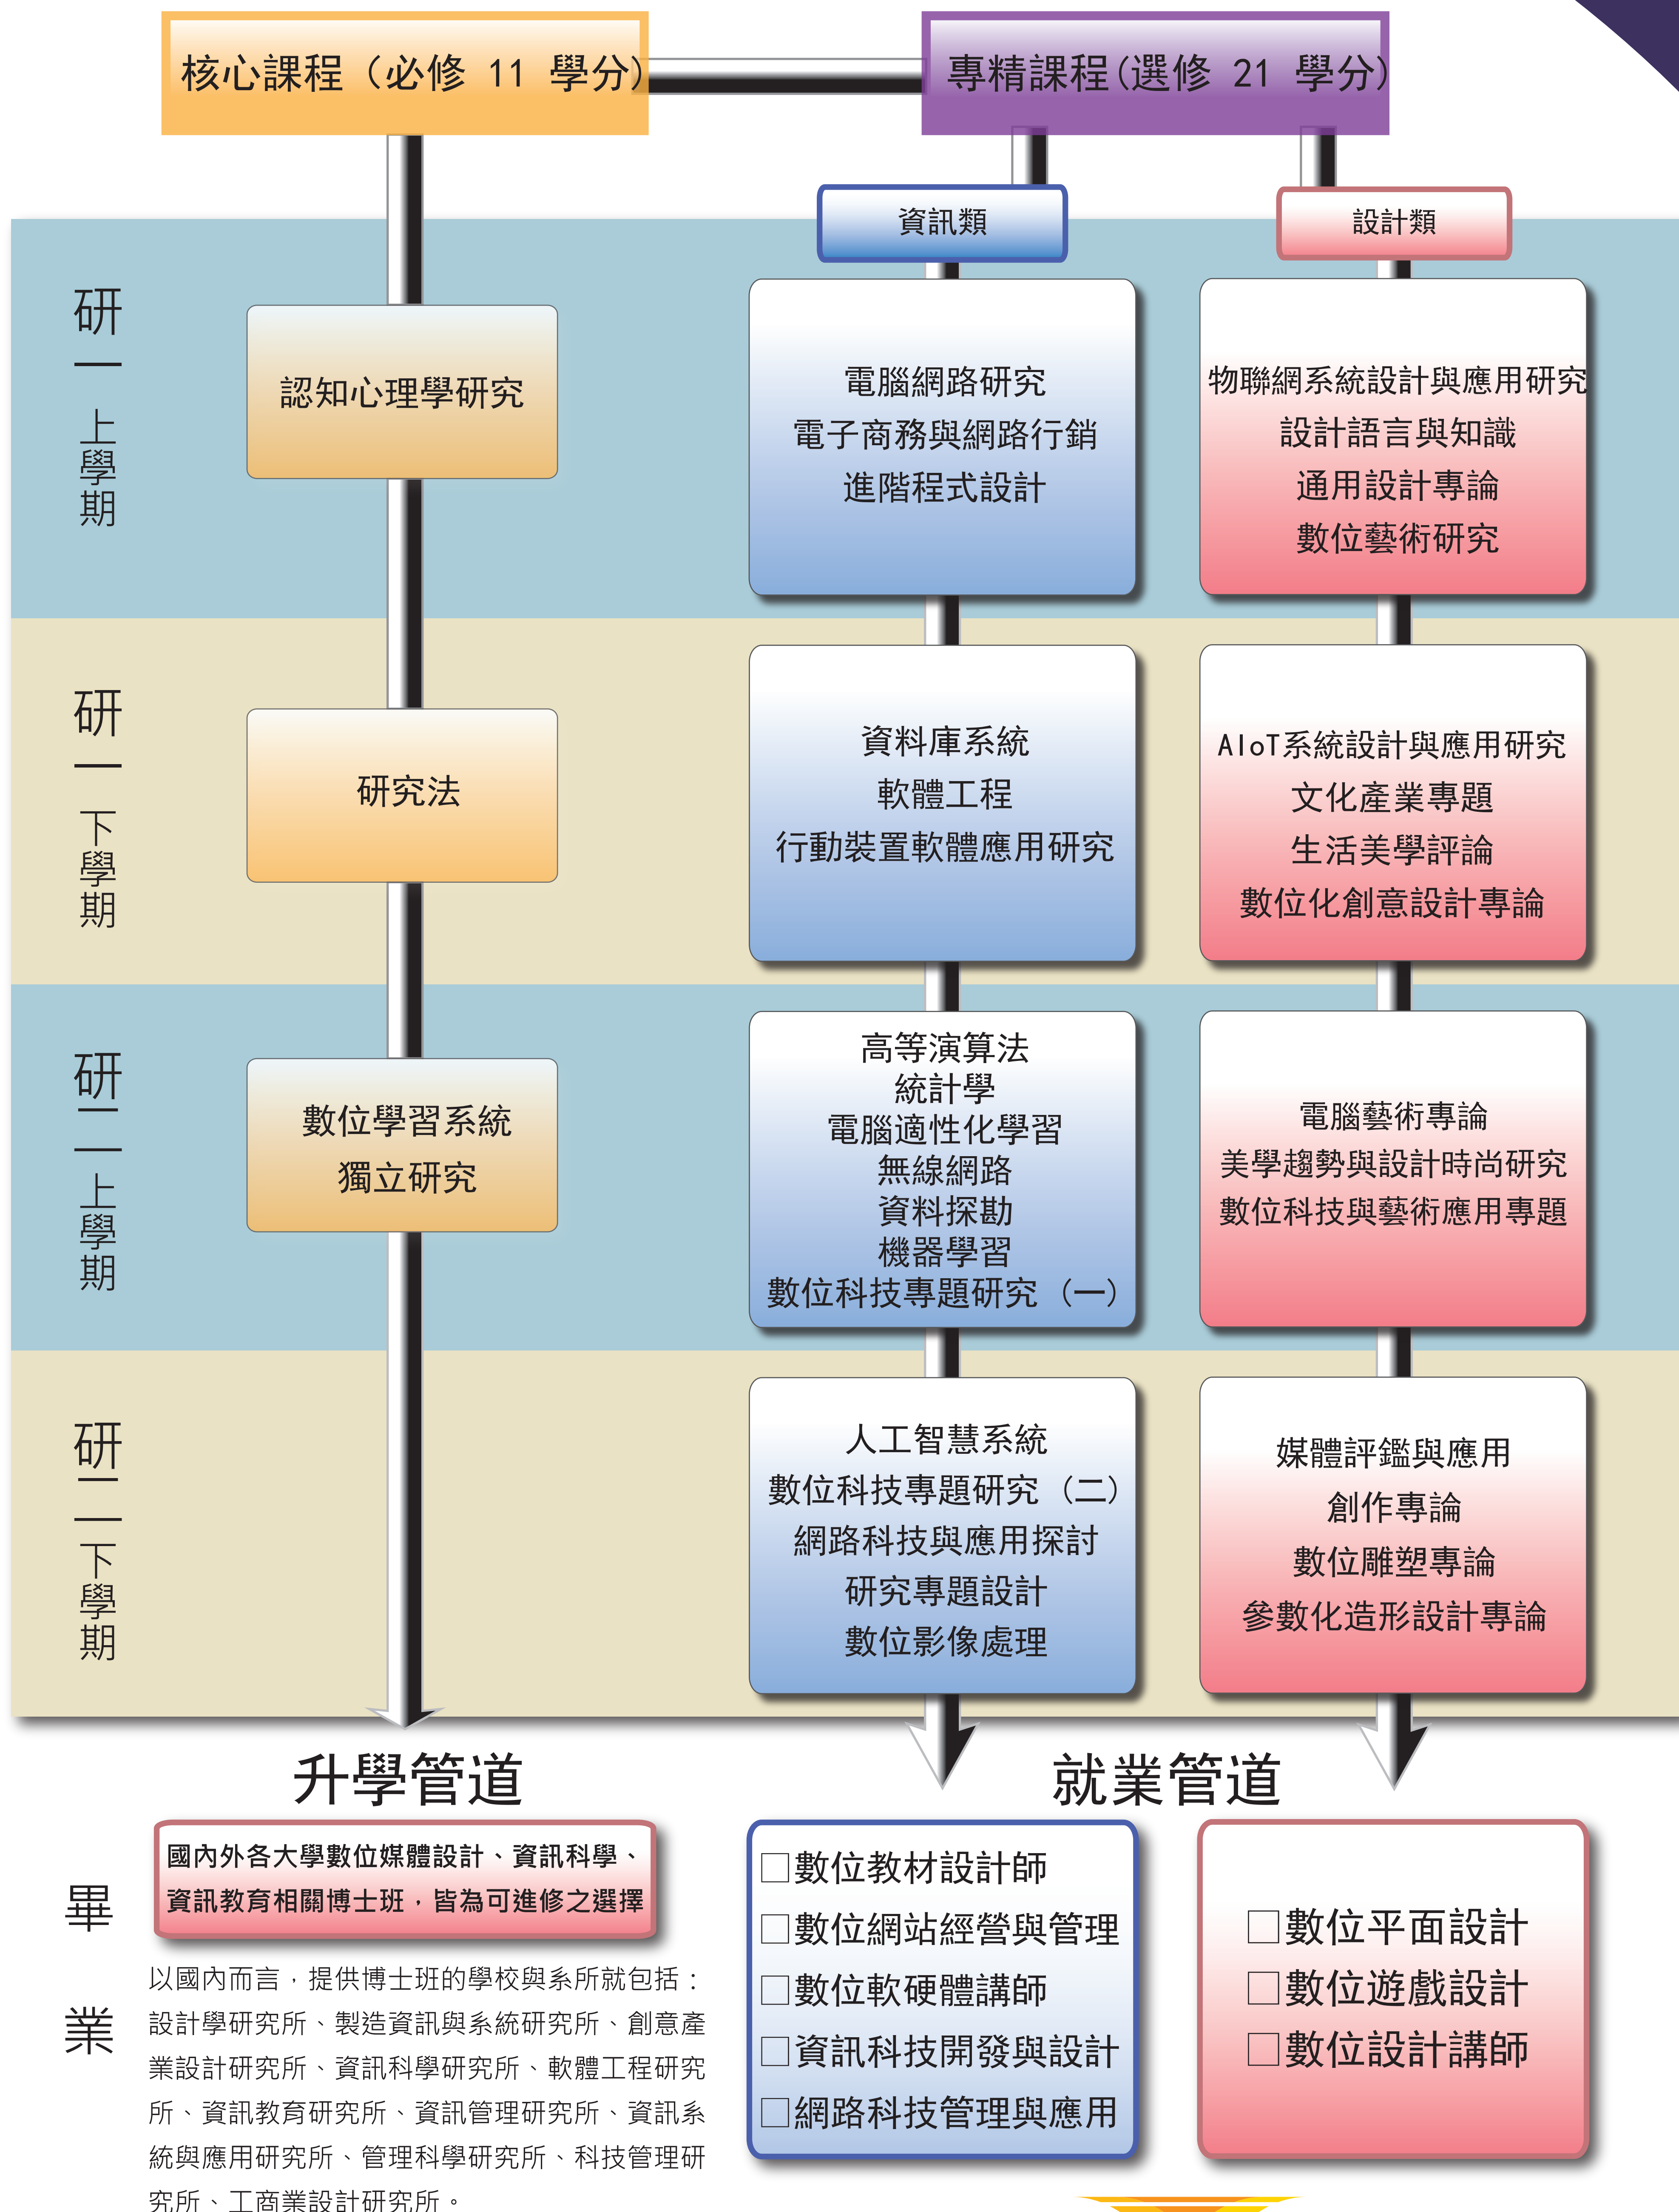 核心課程（必修 11 學分）
專精課程(選修 21 學分)
資訊類
設計類
研一
上學期
認知心理學研究
電腦網路研究
電子商務與網路行銷
進階程式設計
物聯網系統設計與應用研究
設計語言與知識
通用設計專論
數位藝術研究
研一
下學期
研究法
資料庫系統
軟體工程
行動裝置軟體應用研究
AIoT系統設計與應用研究
文化產業專題
生活美學評論
數位化創意設計專論
研二
上學期
數位學習系統
獨立研究
高等演算法
統計學
電腦適性化學習
無線網路
資料探勘
機器學習
數位科技專題研究（一）
電腦藝術專論
美學趨勢與設計時尚研究
數位科技與藝術應用專題
研二
下學期
人工智慧系統
數位科技專題研究（二）
網路科技與應用探討
研究專題設計
數位影像處理
媒體評鑑與應用
創作專論
數位雕塑專論
參數化造形設計專論
升學管道
就業管道
畢業
國內外各大學數位媒體設計、資訊科學、
資訊教育相關博士班，皆為可進修之選擇
以國內而言，提供博士班的學校與系所就包括：
設計學研究所、製造資訊與系統研究所、創意產
業設計研究所、資訊科學研究所、軟體工程研究
所、資訊教育研究所、資訊管理研究所、資訊系
統與應用研究所、管理科學研究所、科技管理研
究所、工商業設計研究所。
□數位教材設計師
□數位網站經營與管理
□數位軟硬體講師
□資訊科技開發與設計
□網路科技管理與應用
□數位平面設計
□數位遊戲設計
□數位設計講師